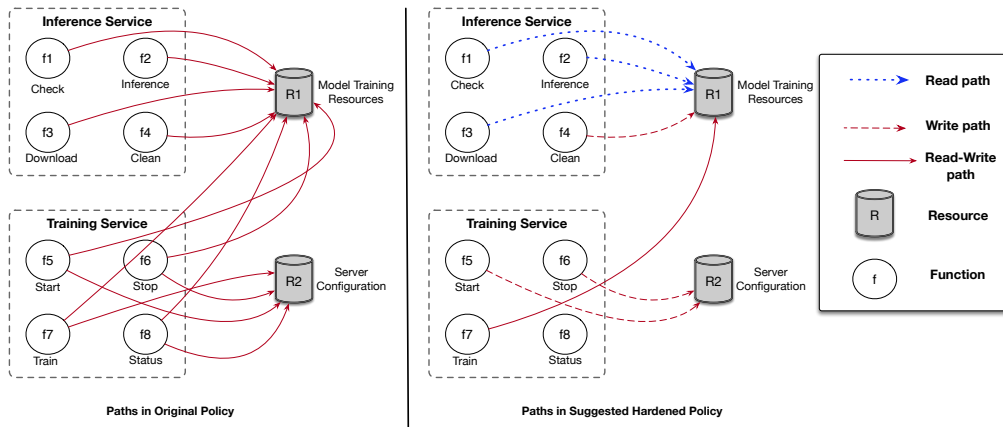 Inference Service
f1
Check
f2
Inference
f3
Download
f4
Clean
R1
Model Training
Resources
Training Service
f5
Start
f6
Stop
f7
Train
f8
Status
R2
Server
Configuration
Paths in Original Policy
Inference Service
f1
Check
f2
Inference
f3
Download
f4
Clean
R1
Model Training
Resources
Training Service
f5
Start
f6
Stop
f7
Train
f8
Status
R2
Server
Configuration
Paths in Suggested Hardened Policy
Read path
Write path
Read-Write
path
R
Resource
f
Function